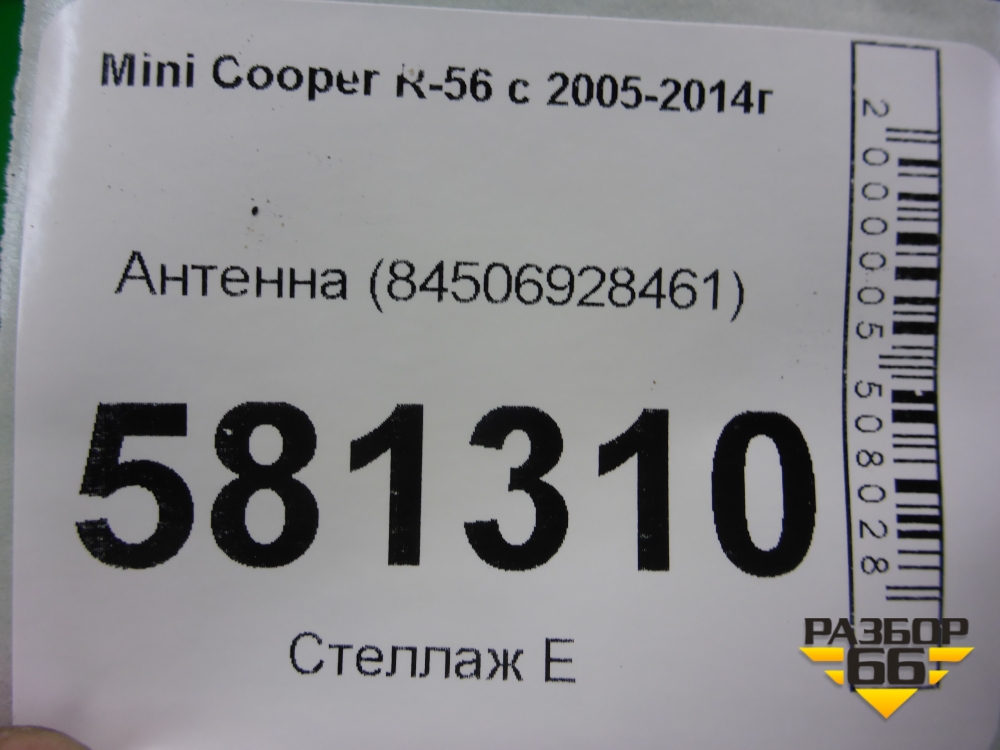 Mini Cooper R-56 с 2005-2014г
Антенна (84506928461)
581310
Стеллаж Е
2000005508028
РАЗБОР
66